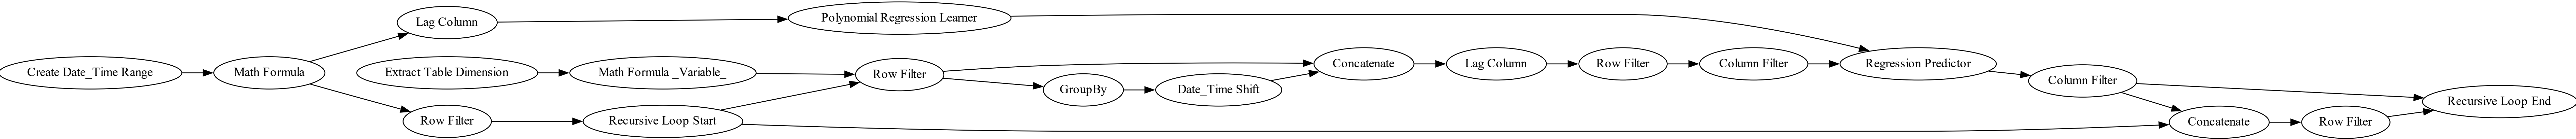 Create Date_Time Range
Math Formula
Lag Column
Polynomial Regression Learner
Extract Table Dimension
Math Formula _Variable_
Row Filter
Recursive Loop Start
Row Filter
GroupBy
Date_Time Shift
Concatenate
Lag Column
Row Filter
Column Filter
Regression Predictor
Column Filter
Concatenate
Row Filter
Recursive Loop End